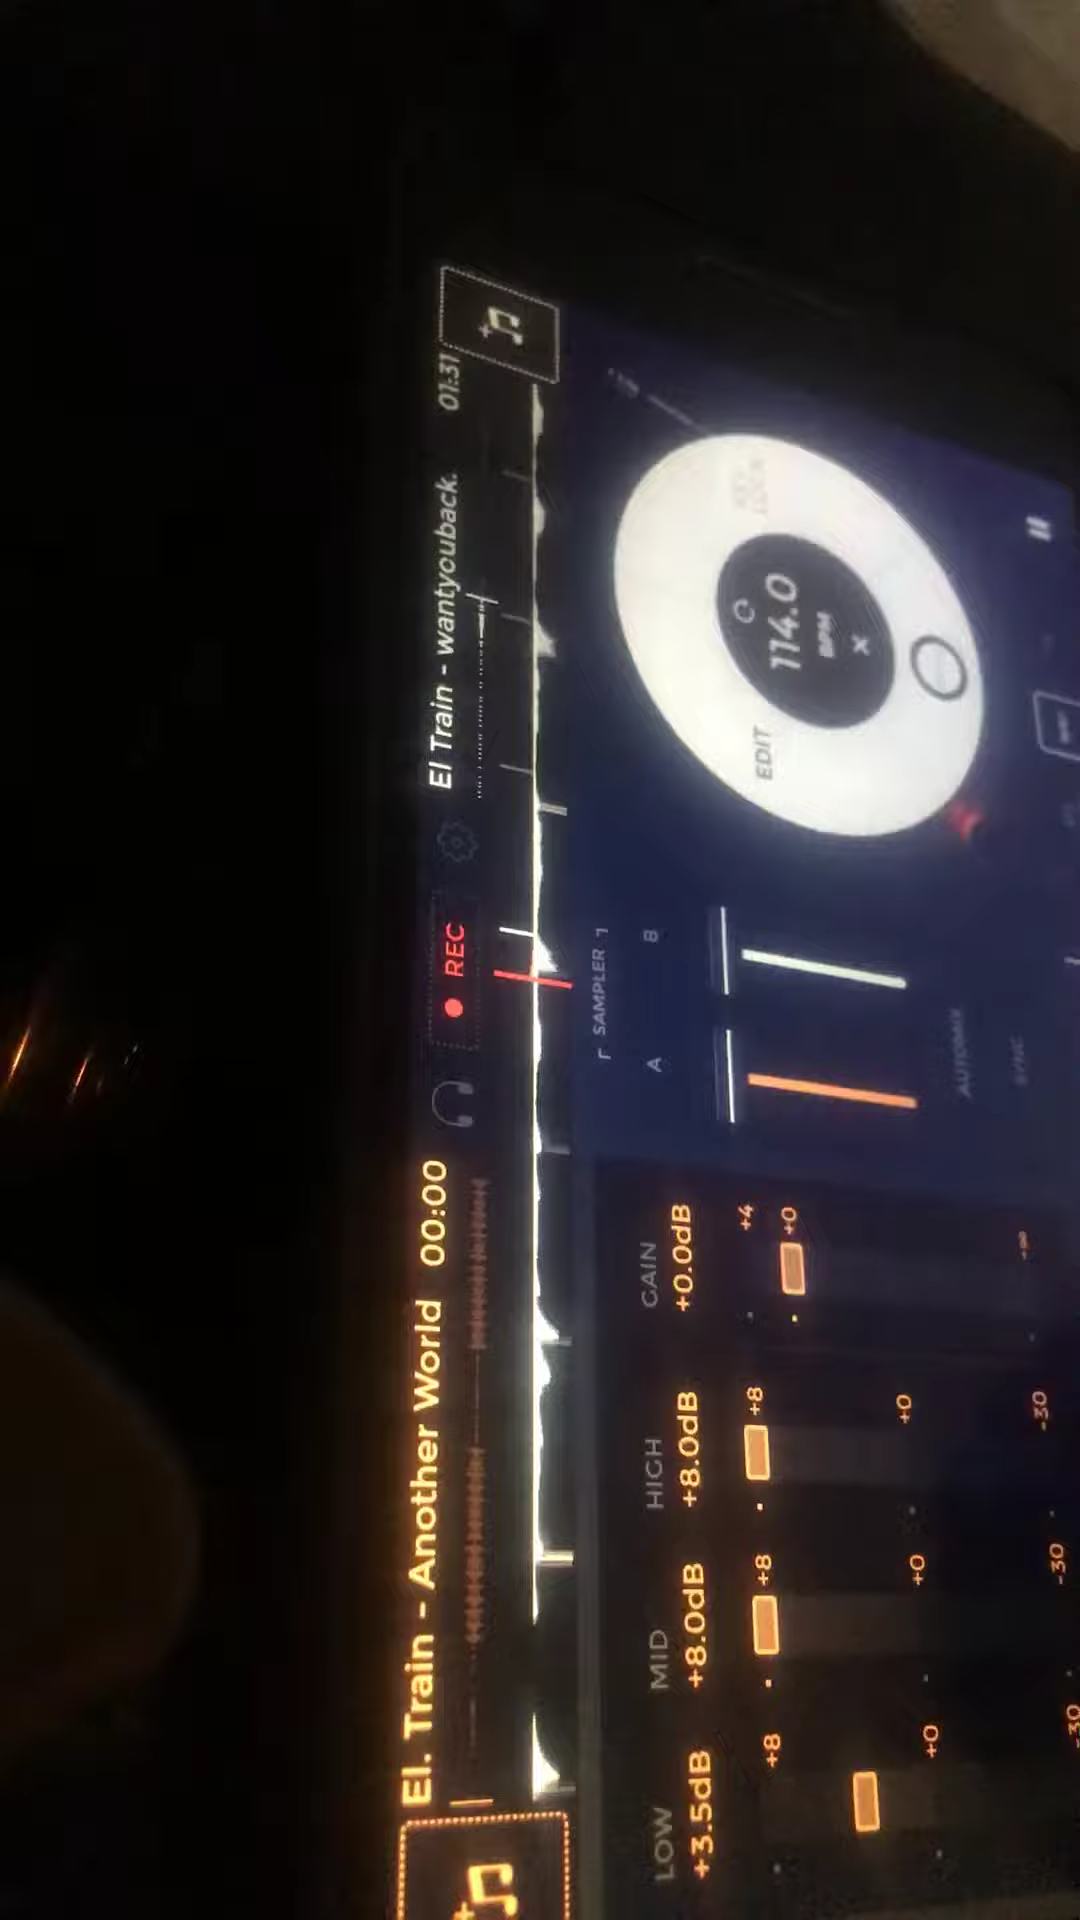 El. Train - Another World 00:00
REC
El Train - wantyouback. 01:31
SAMPLER
A B
LOW
+3.5dB
MID
+8.0dB
HIGH
+8.0dB
GAIN
+0.0dB
+8
+8
+8
+4
+0
+0
+0
+0
-30
-30
-30
-∞
AUTOMIX
SYNC
EDIT
114.0
BPM
KEY
LOCK